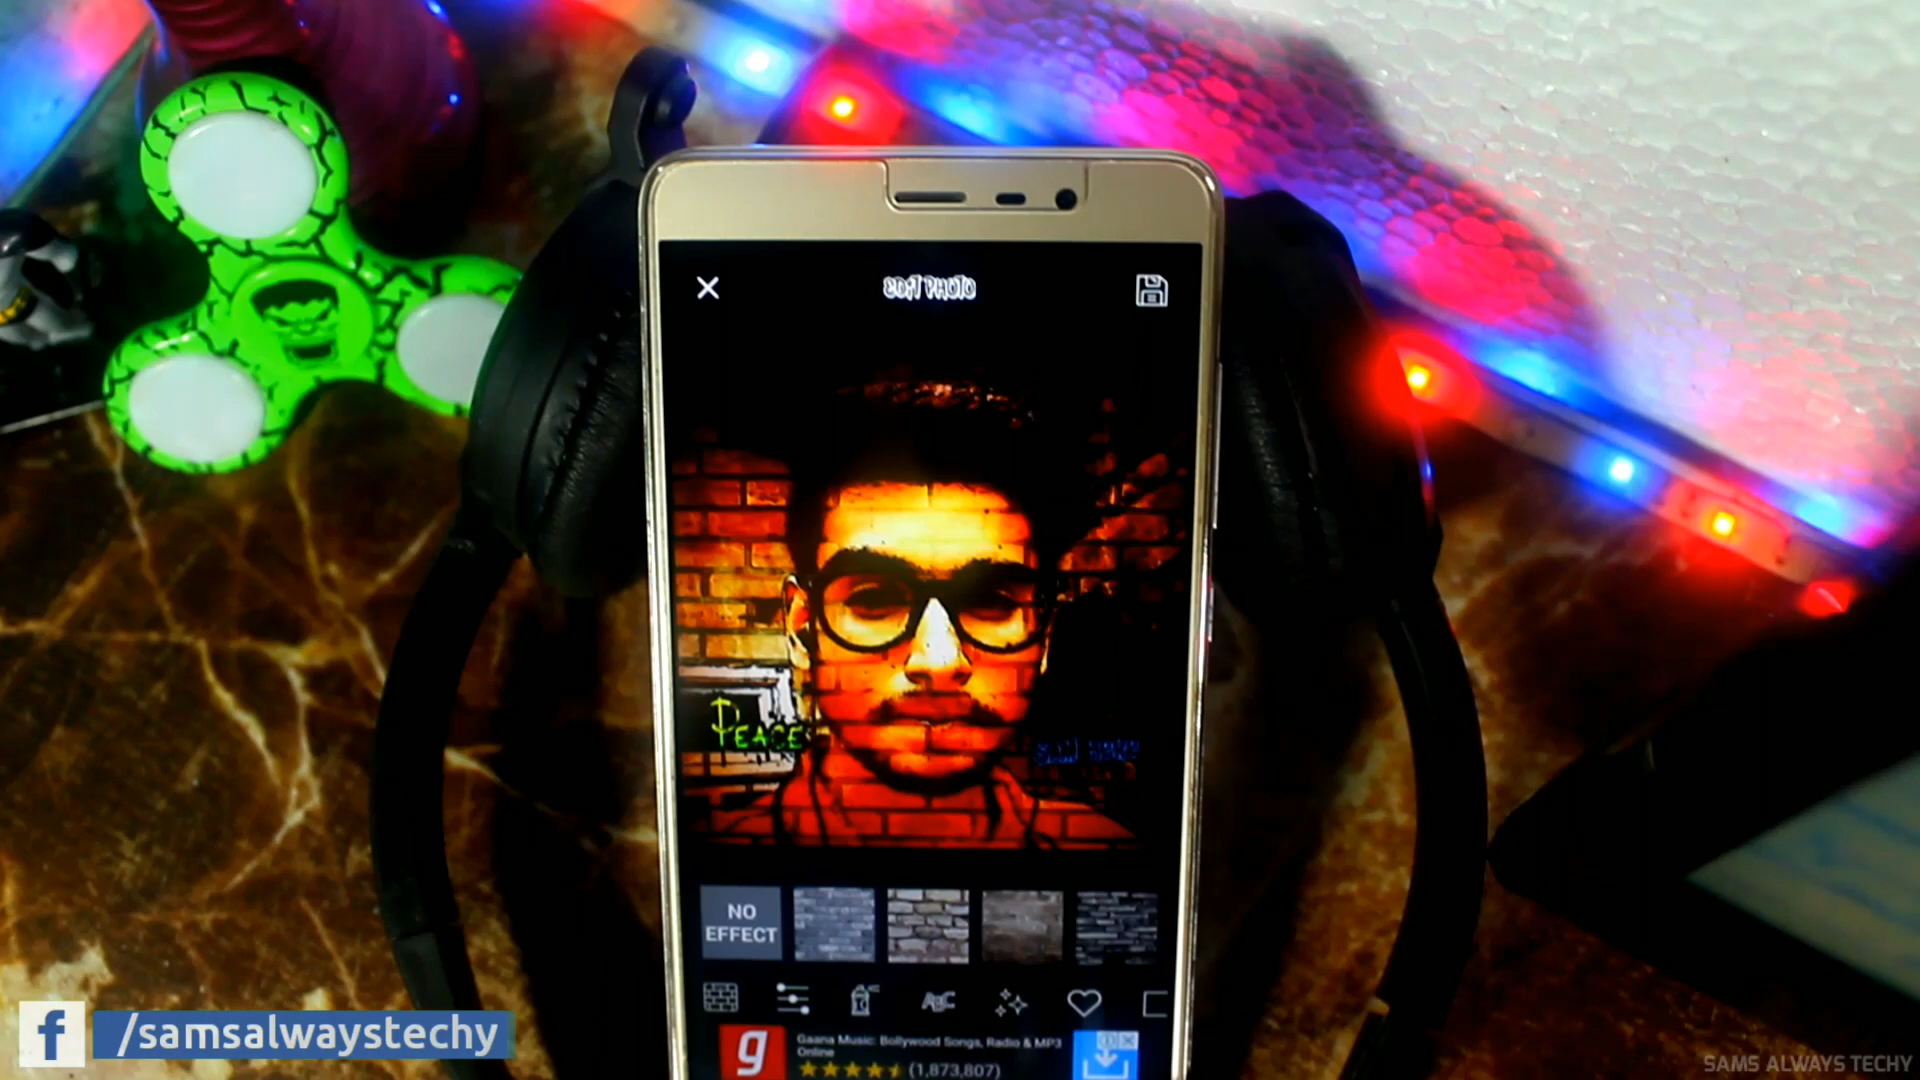 EDIT PHOTO
PEACE
NO
EFFECT
ABC
Gaana Music: Bollywood Songs, Radio & MP3
Online
(1,873,807)
f /samsalwaystechy
SAMS ALWAYS TECHY